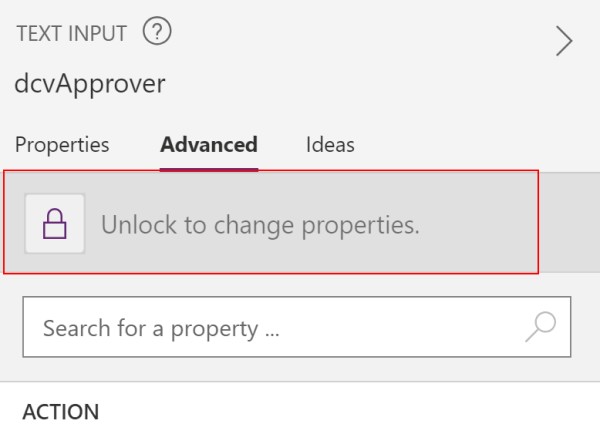 TEXT INPUT ?
dcvApprover
Properties Advanced Ideas
Unlock to change properties.
Search for a property ...
ACTION